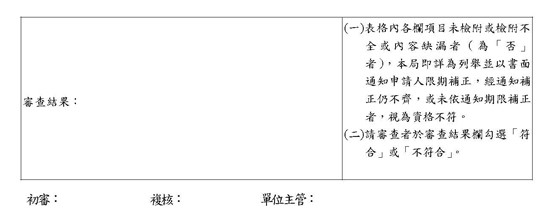 審查結果：
(一)表格內各欄項目未檢附或檢附不
全或內容缺漏者（為「否」
者），本局即詳為列舉並以書面
通知申請人限期補正，經通知補
正仍不齊，或未依通知期限補正
者，視為資格不符。
(二)請審查者於審查結果欄勾選「符
合」或「不符合」。
初審： 複核： 單位主管：